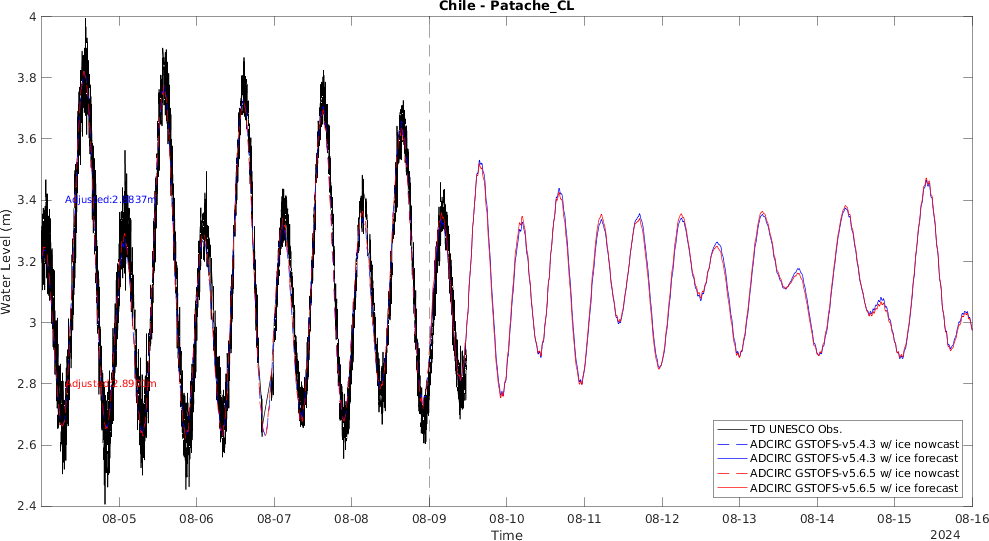 Chile - Patache_CL
Water Level (m)
4
3.8
3.6
3.4
3.2
3
2.8
2.6
2.4
08-05
08-06
08-07
08-08
08-09
08-10
08-11
08-12
08-13
08-14
08-15
08-16
Time
2024
TD UNESCO Obs.
ADCIRC GSTOFS-v5.4.3 w/ ice nowcast
ADCIRC GSTOFS-v5.4.3 w/ ice forecast
ADCIRC GSTOFS-v5.6.5 w/ ice nowcast
ADCIRC GSTOFS-v5.6.5 w/ ice forecast